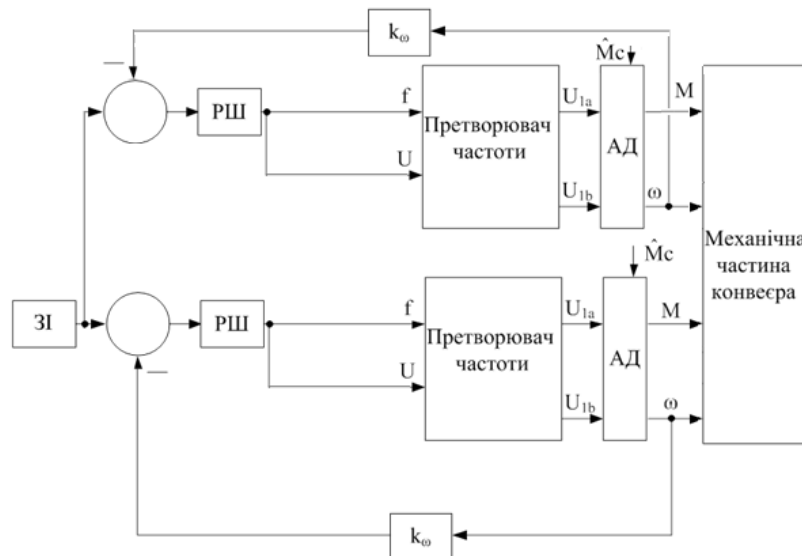 kω
M̂c
РШ
f
U
Претворювач
частоти
U1a
U1b
АД
M
ω
Механічна
частина
конвеєра
ЗІ
РШ
f
U
Претворювач
частоти
U1a
U1b
M̂c
АД
M
ω
kω